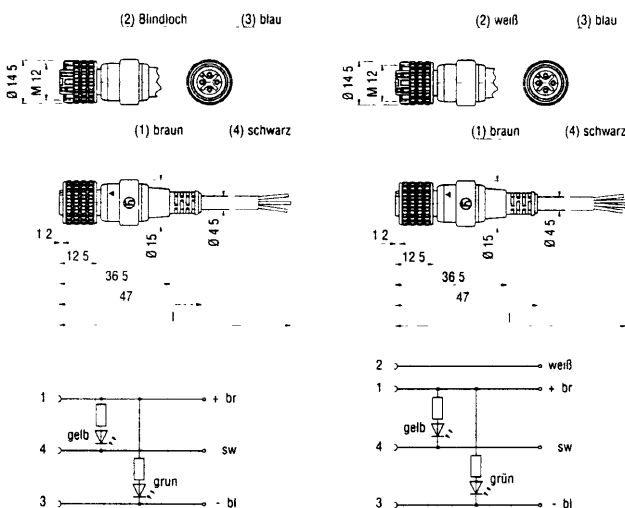 (2) Blindloch (3) blau
Ø 14 5
M 12
(1) braun (4) schwarz
1 2
12 5
36 5
47
l
Ø 15
Ø 4 5
1 + br
gelb
4 sw
grun
3 - bl
(2) weiß (3) blau
Ø 14 5
M 12
(1) braun (4) schwarz
1 2
12 5
36 5
47
l
Ø 15
Ø 4 5
2 weiß
1 + br
gelb
4 sw
grün
3 - bl